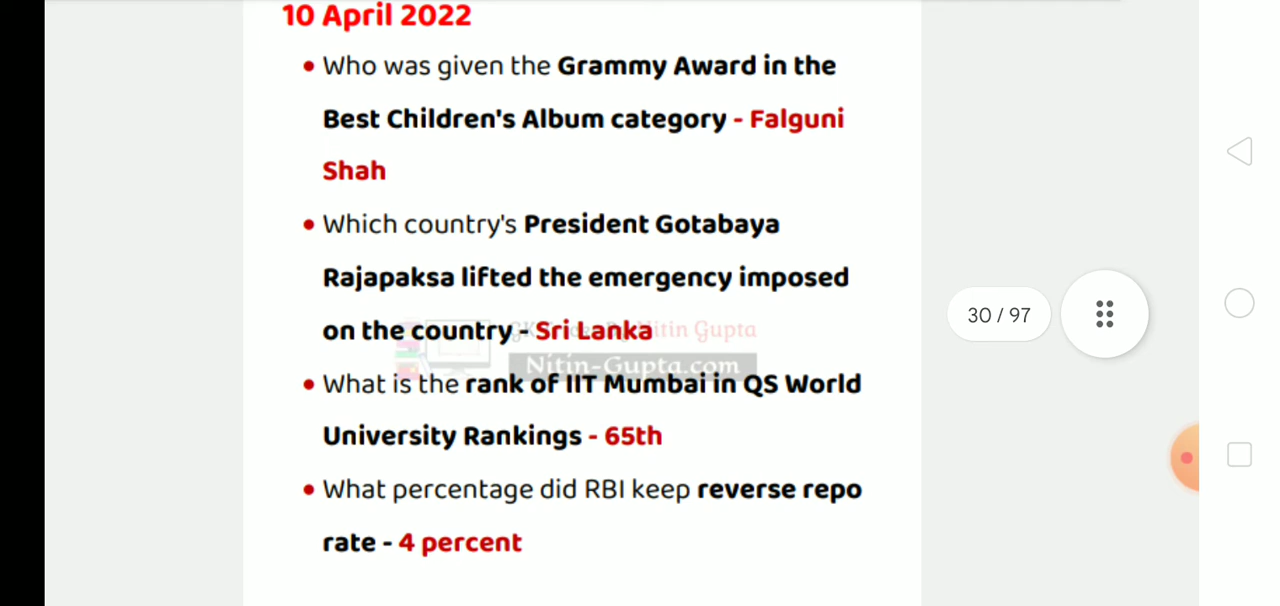 10 April 2022
• Who was given the Grammy Award in the
Best Children's Album category - Falguni
Shah
• Which country's President Gotabaya
Rajapaksa lifted the emergency imposed
on the country - Sri Lanka
Nitin Gupta
Nitin-Gupta.com
• What is the rank of IIT Mumbai in QS World
University Rankings - 65th
• What percentage did RBI keep reverse repo
rate - 4 percent
30 / 97